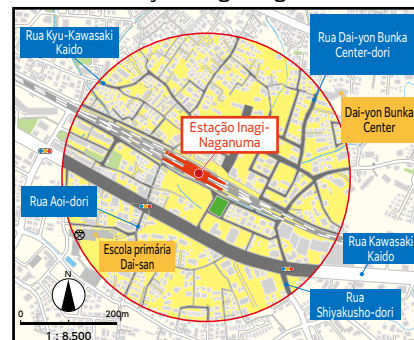 Rua Kyu-Kawasaki
Kaido
Rua Dai-yon Bunka
Center-dori
Dai-yon Bunka
Center
Estação Inagi-
Naganuma
Rua Aoi-dori
Escola primária
Dai-san
Rua Kawasaki
Kaido
Rua
Shiyakusho-dori
N
0 200m
1 : 8,500